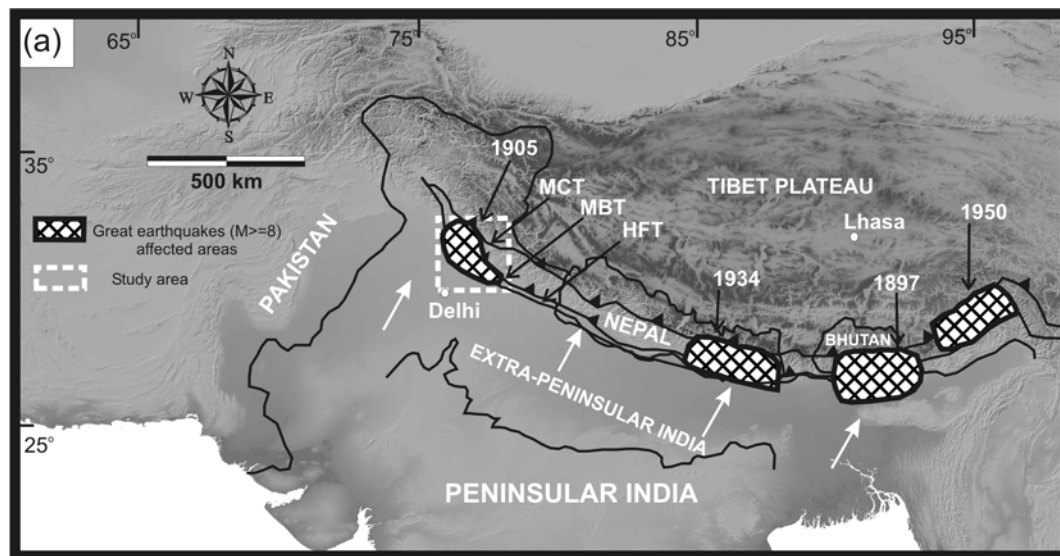 (a)
65°
75°
85°
95°
N
W E
S
35°
500 km
1905
MCT
MBT
HFT
TIBET PLATEAU
Lhasa
1950
Great earthquakes (M>=8)
affected areas
Study area
PAKISTAN
Delhi
1934
1897
NEPAL
BHUTAN
EXTRA-PENINSULAR INDIA
25°
PENINSULAR INDIA